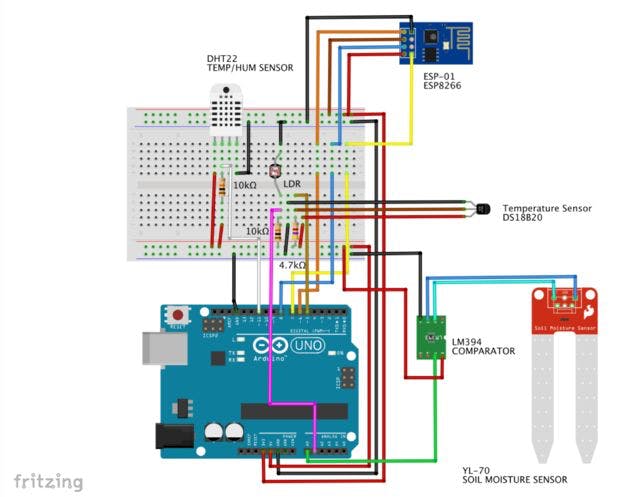 DHT22
TEMP/HUM SENSOR
ESP-01
ESP8266
10kΩ
LDR
10kΩ
4.7kΩ
Temperature Sensor
DS18B20
RESET
ICSP2
L
TX
RX
DIGITAL (PWM~)
UNO
Arduino™
ON
ICSP
POWER
ANALOG IN
LM394
COMPARATOR
Soil Moisture Sensor
YL-70
SOIL MOISTURE SENSOR
fritzing